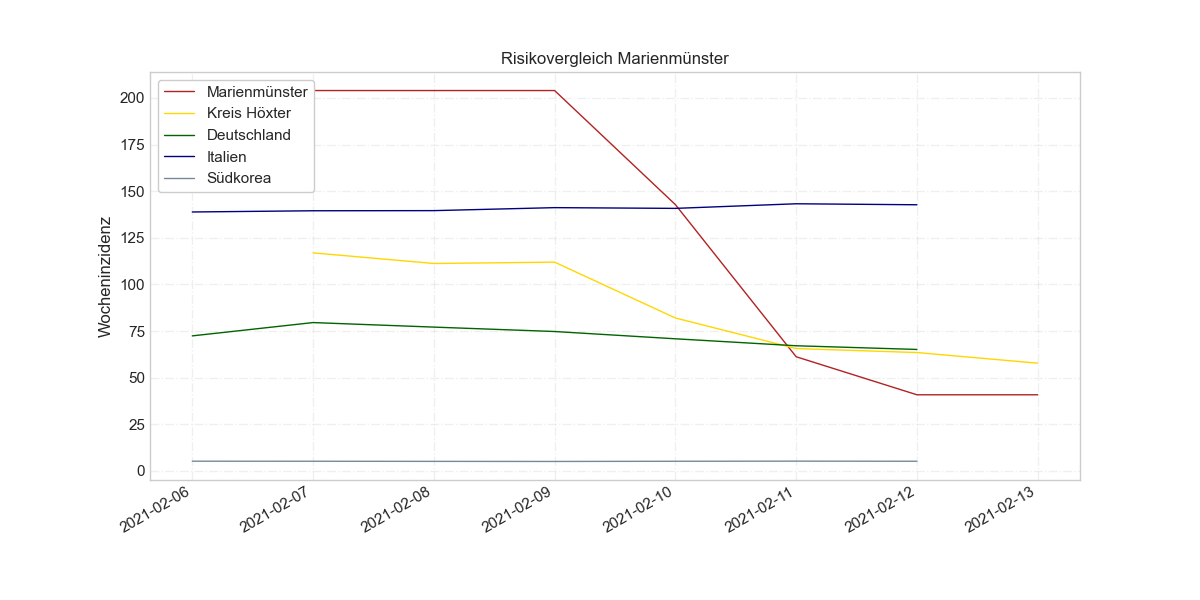 Risikovergleich Marienmünster
Marienmünster
Kreis Höxter
Deutschland
Italien
Südkorea
Wocheninzidenz
200
175
150
125
100
75
50
25
0
2021-02-06
2021-02-07
2021-02-08
2021-02-09
2021-02-10
2021-02-11
2021-02-12
2021-02-13